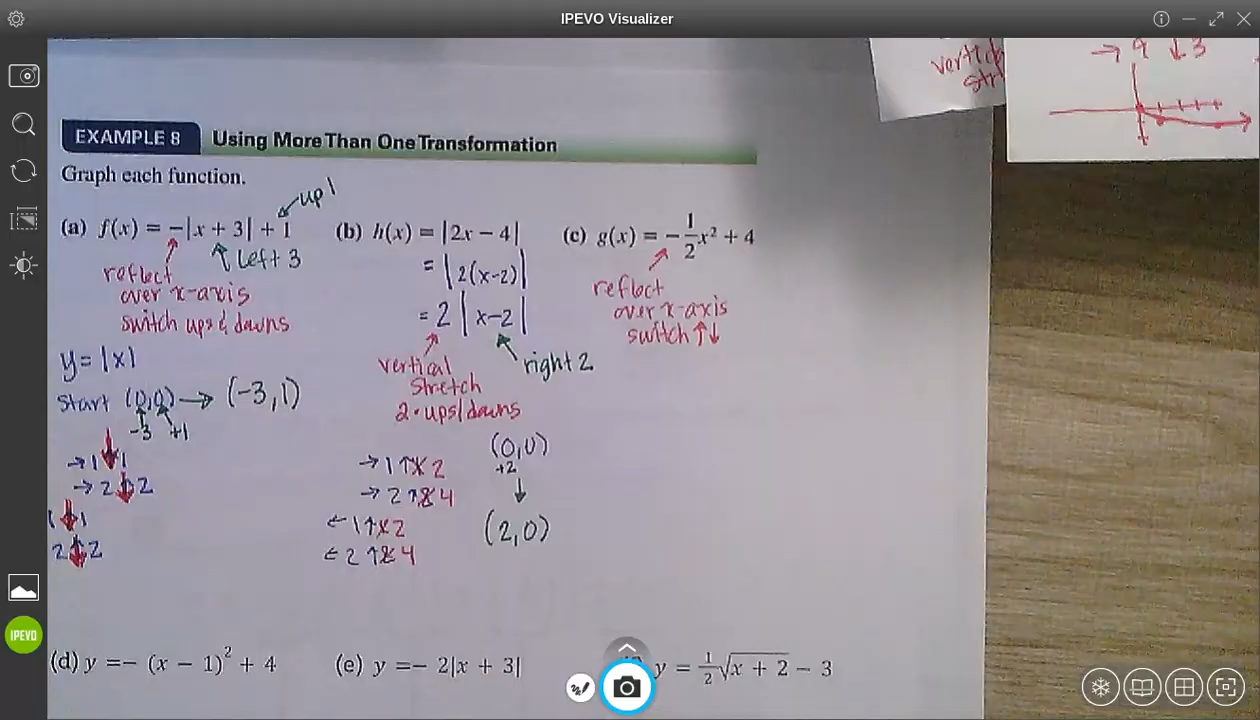 IPEVO Visualizer
→ 9 ↓ 3
EXAMPLE 8 Using More Than One Transformation
Graph each function.
up 1
(a) f(x) = −|x + 3| + 1
left 3
reflect
over x-axis
switch ups & downs
y = |x|
Start (0,0) → (-3,1)
-3 +1
→ 1 ↓ 1
→ 2 ↓ 2
1 ↓ 1
2 ↓ 2
(b) h(x) = |2x − 4|
= |2(x-2)|
= 2|x-2|
right 2
vertical
stretch
2 · ups/downs
(0,0)
+2
↓
(2,0)
→ 1 ↑ 2
→ 2 ↑ 2 4
← 1 ↑ 2
← 2 ↑ 2 4
(c) g(x) = −1/2x² + 4
reflect
over x-axis
switch ↑↓
(d) y =− (x − 1)² + 4
(e) y =− 2|x + 3|
y = 1/2√x + 2 − 3
IPEVO